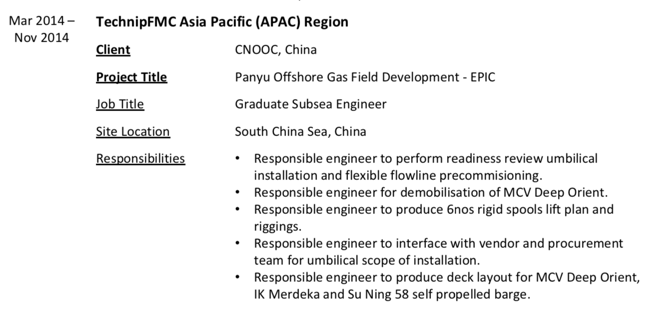 Mar 2014 – TechnipFMC Asia Pacific (APAC) Region
Nov 2014
Client CNOOC, China
Project Title Panyu Offshore Gas Field Development - EPIC
Job Title Graduate Subsea Engineer
Site Location South China Sea, China
Responsibilities • Responsible engineer to perform readiness review umbilical
installation and flexible flowline precommisioning.
• Responsible engineer for demobilisation of MCV Deep Orient.
• Responsible engineer to produce 6nos rigid spools lift plan and
riggings.
• Responsible engineer to interface with vendor and procurement
team for umbilical scope of installation.
• Responsible engineer to produce deck layout for MCV Deep Orient,
IK Merdeka and Su Ning 58 self propelled barge.